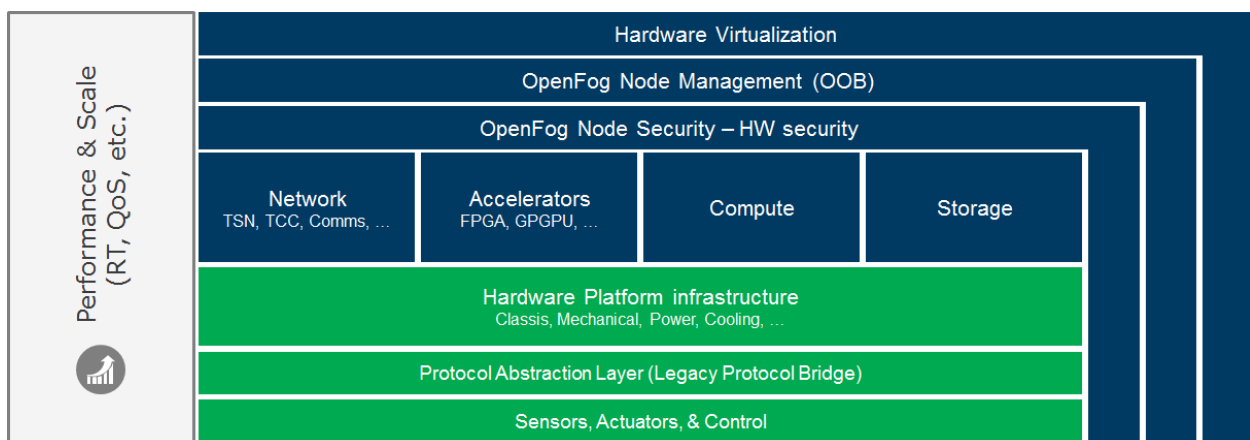 Performance & Scale
(RT, QoS, etc.)
Hardware Virtualization
OpenFog Node Management (OOB)
OpenFog Node Security – HW security
Network
TSN, TCC, Comms, ...
Accelerators
FPGA, GPGPU, ...
Compute
Storage
Hardware Platform infrastructure
Classis, Mechanical, Power, Cooling, ...
Protocol Abstraction Layer (Legacy Protocol Bridge)
Sensors, Actuators, & Control